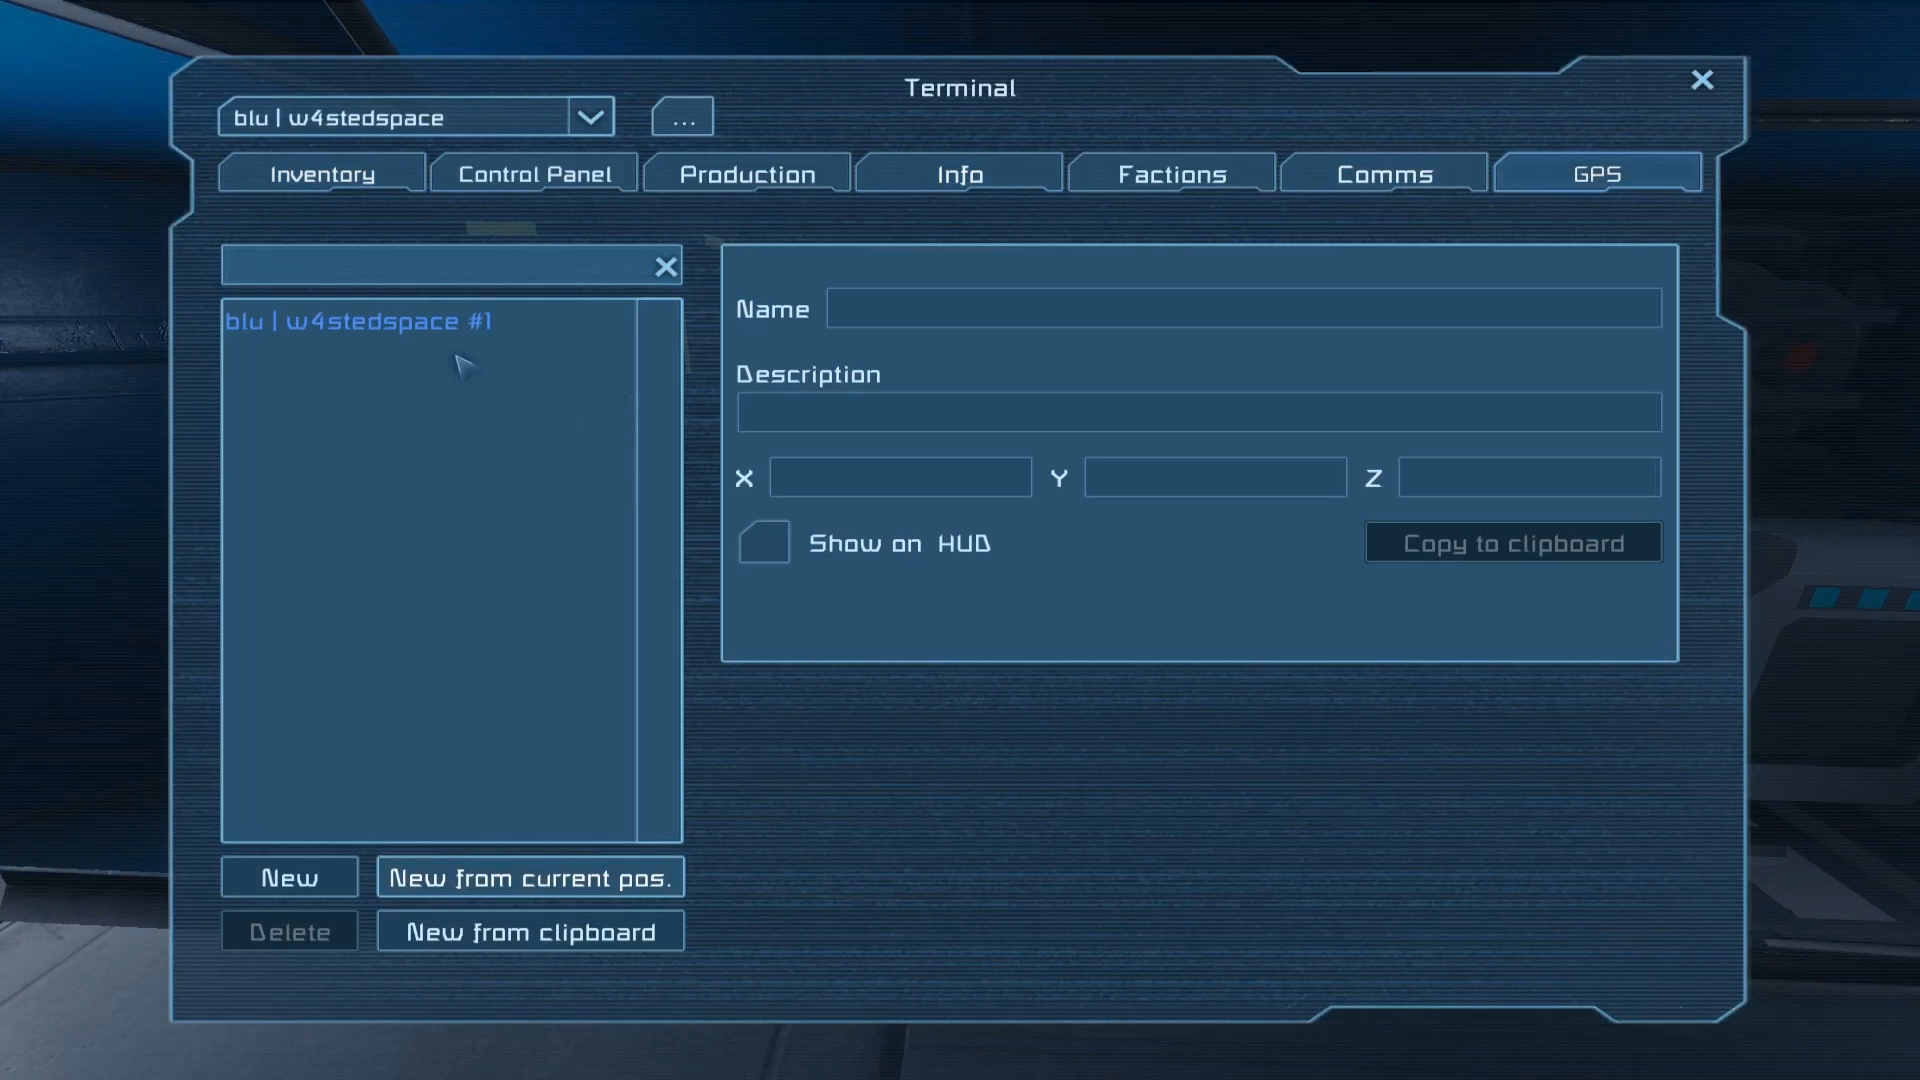 Terminal
blu | w4stedspace
...
Inventory Control Panel Production Info Factions Comms GPS
blu | w4stedspace #1
Name
Description
X Y Z
Show on HUD
Copy to clipboard
New
New from current pos.
Delete
New from clipboard